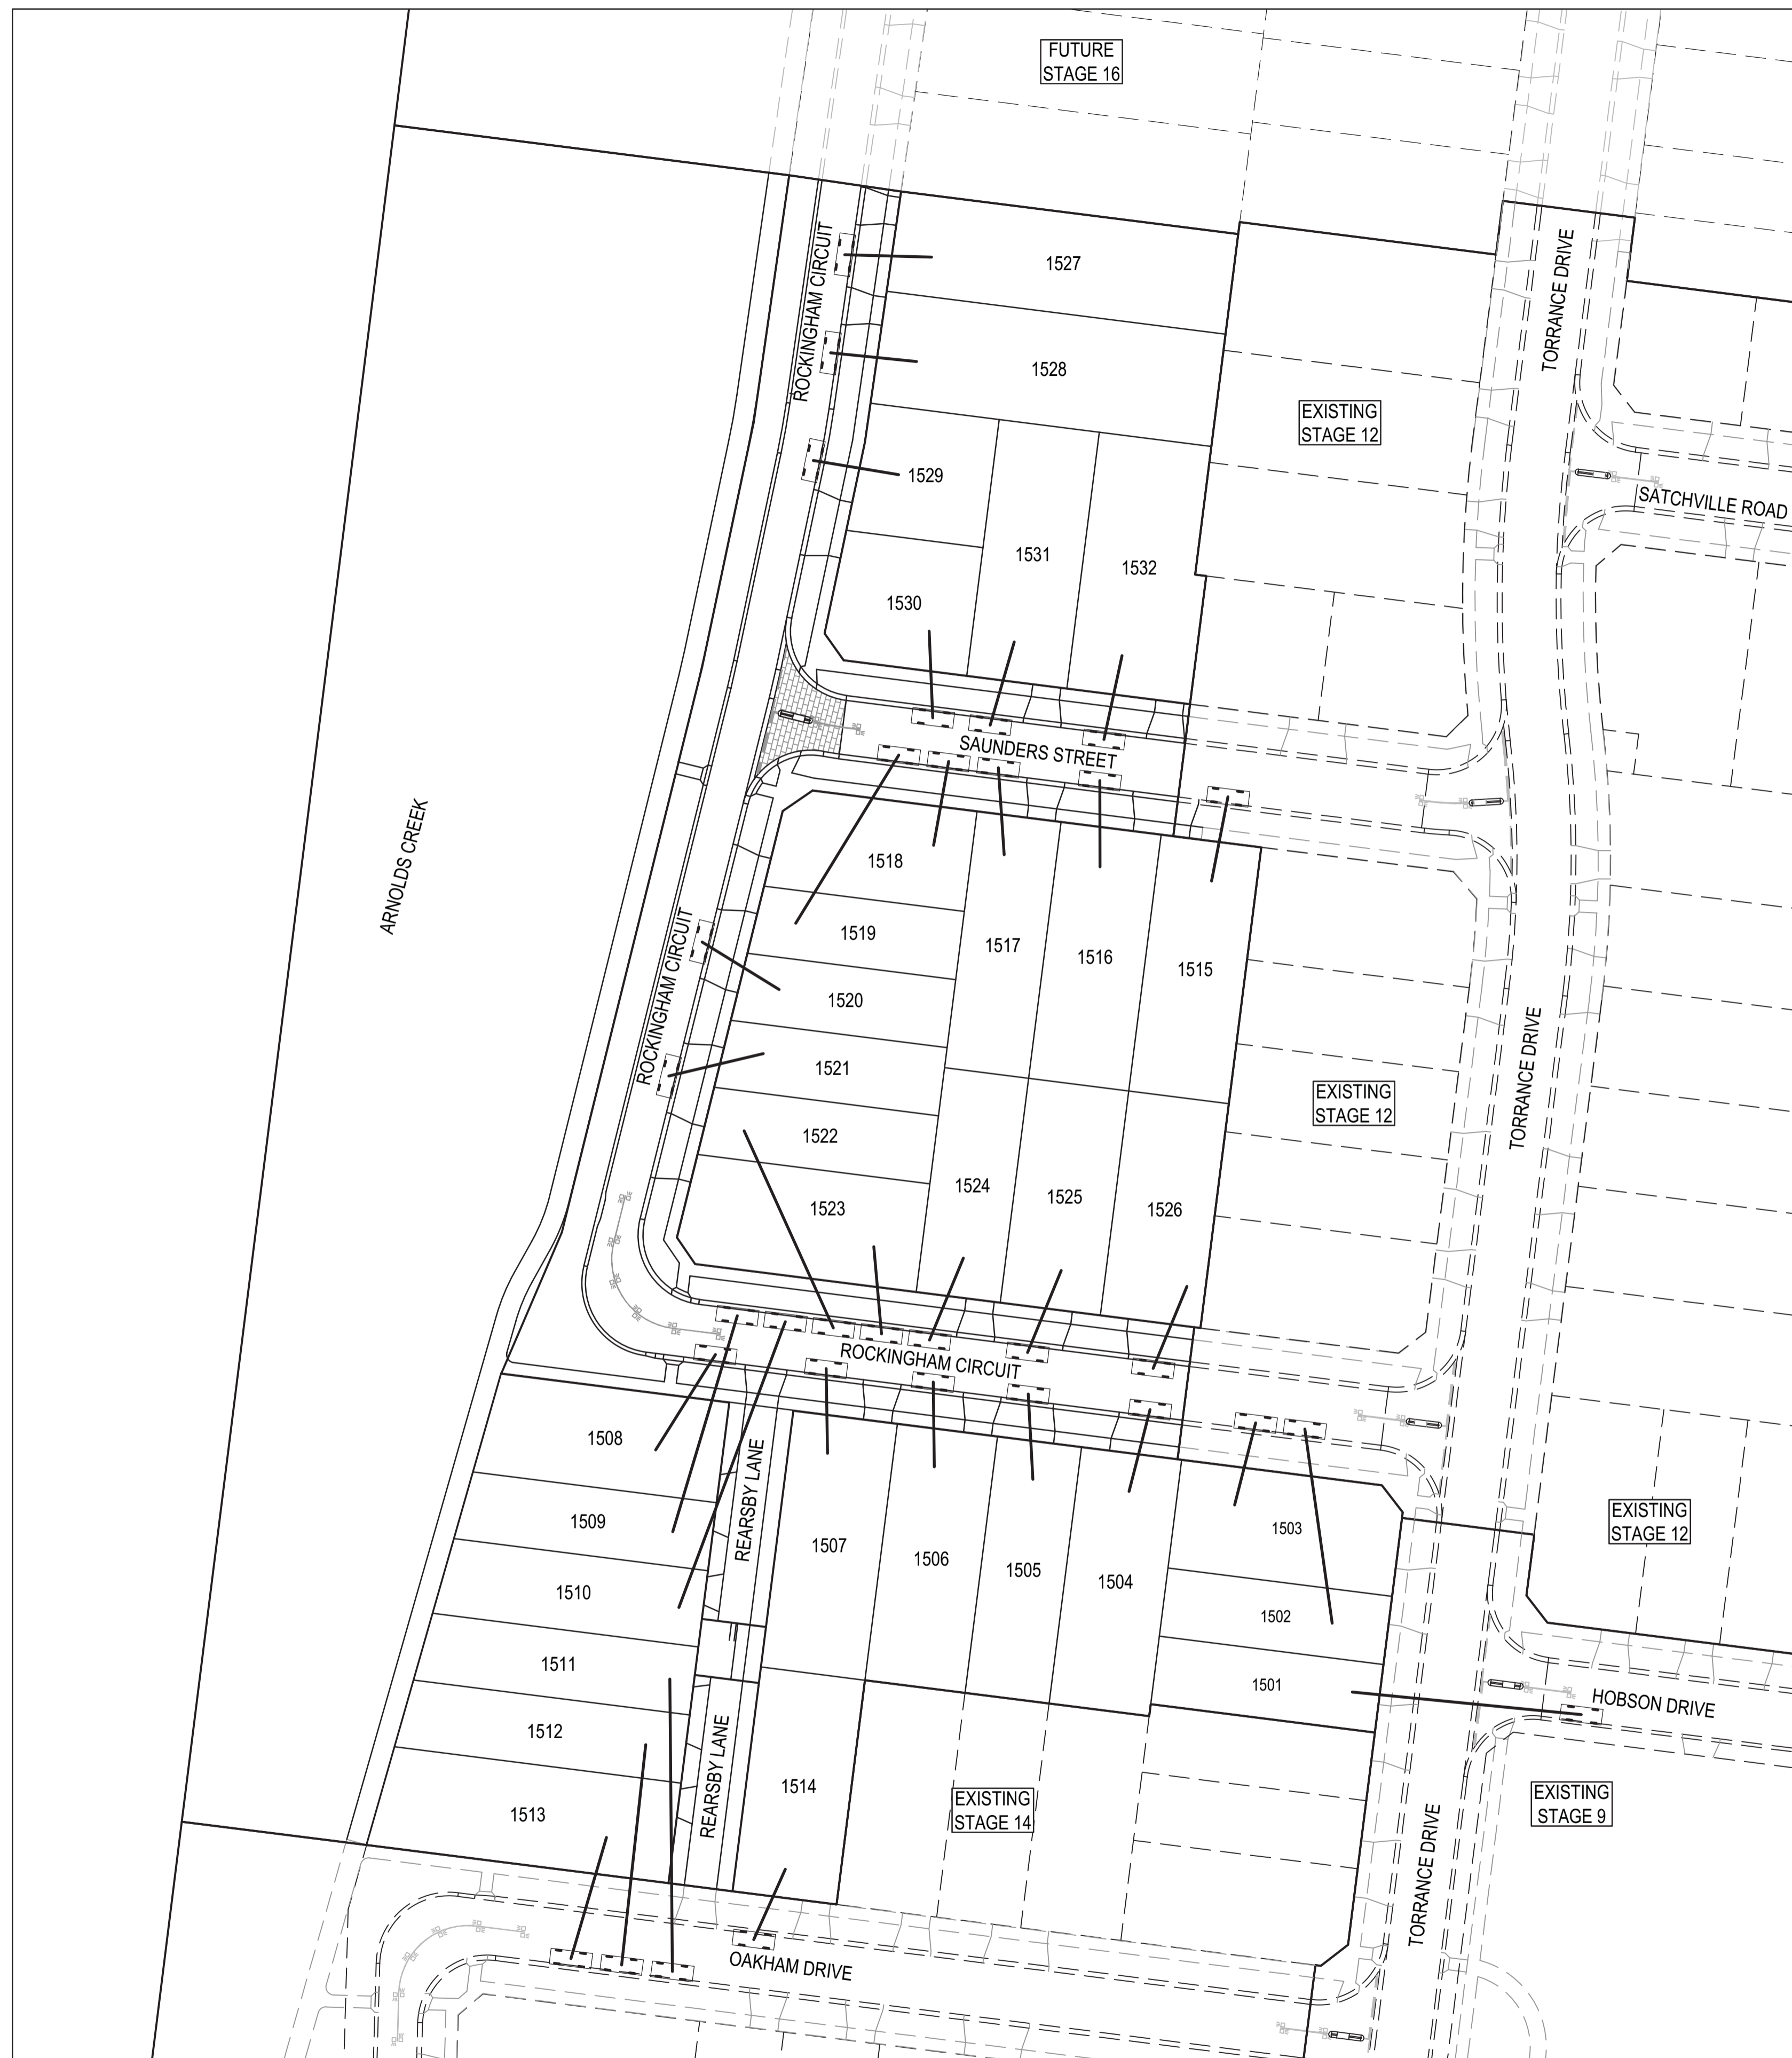 FUTURE
STAGE 16
ROCKINGHAM CIRCUIT
1527
TORRANCE DRIVE
1528
EXISTING
STAGE 12
1529
SATCHVILLE ROAD
1531
1532
1530
SAUNDERS STREET
ARNOLDS CREEK
1518
1519
1517
1516
1515
ROCKINGHAM CIRCUIT
1520
1521
TORRANCE DRIVE
EXISTING
STAGE 12
1522
1524
1525
1526
1523
ROCKINGHAM CIRCUIT
1508
REARSBY LANE
1509
1507
1506
1505
1504
1503
EXISTING
STAGE 12
1510
1502
1511
1501
HOBSON DRIVE
1512
REARSBY LANE
1514
EXISTING
STAGE 14
EXISTING
STAGE 9
1513
TORRANCE DRIVE
OAKHAM DRIVE